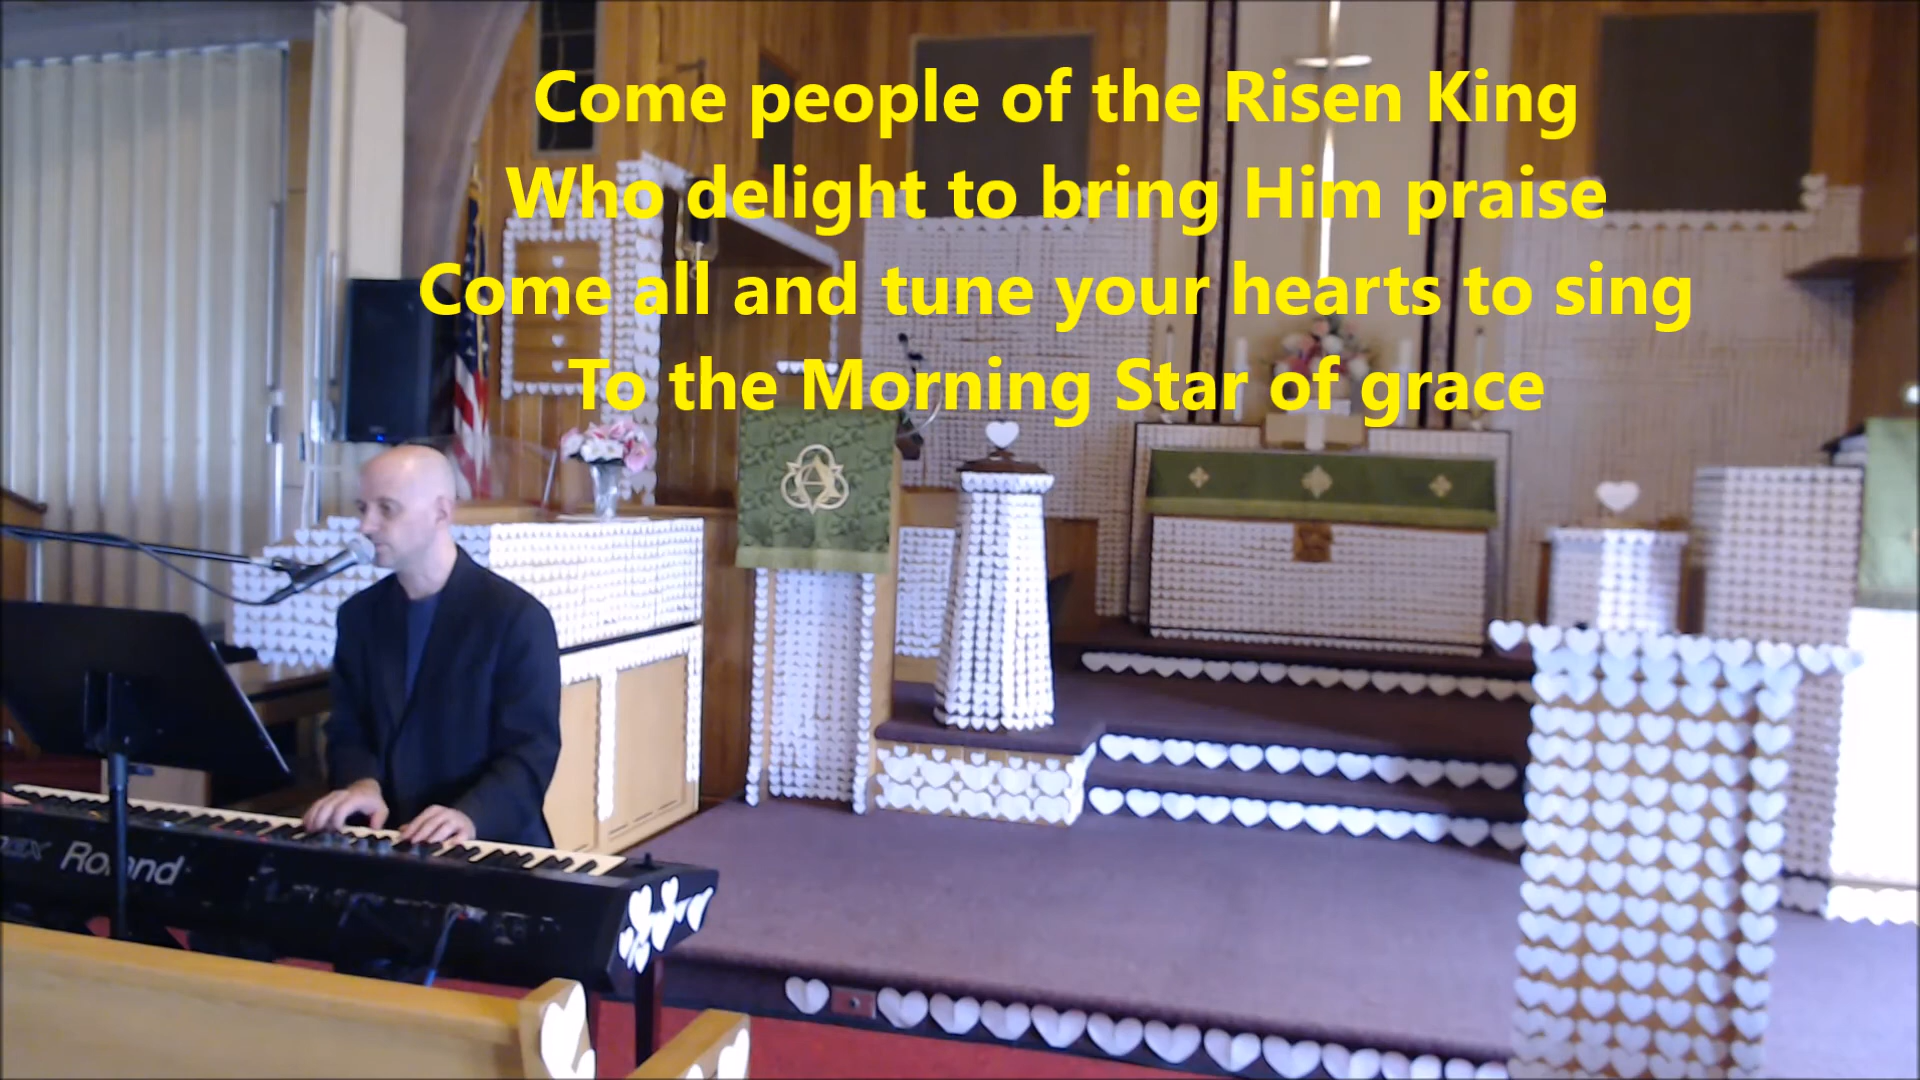 Come people of the Risen King
Who delight to bring Him praise
Come all and tune your hearts to sing
To the Morning Star of grace
Roland